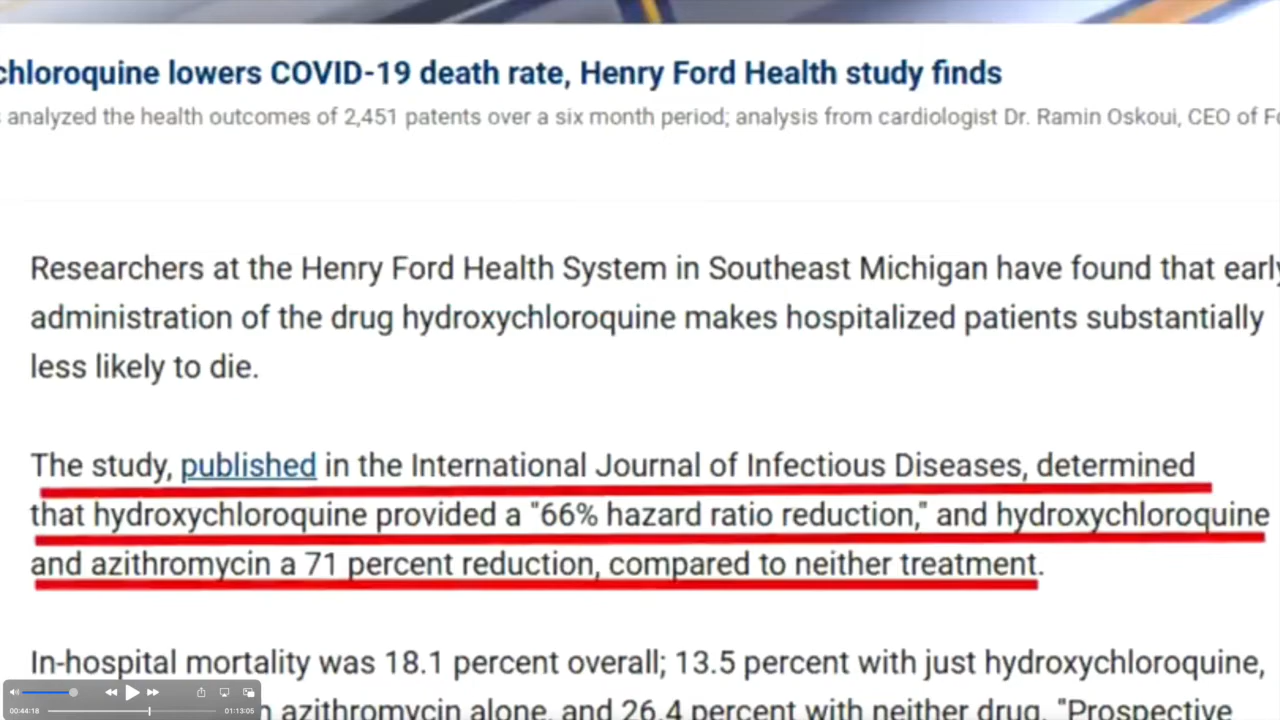 chloroquine lowers COVID-19 death rate, Henry Ford Health study finds
analyzed the health outcomes of 2,451 patents over a six month period; analysis from cardiologist Dr. Ramin Oskoui, CEO of
Researchers at the Henry Ford Health System in Southeast Michigan have found that early
administration of the drug hydroxychloroquine makes hospitalized patients substantially
less likely to die.
The study, published in the International Journal of Infectious Diseases, determined
that hydroxychloroquine provided a "66% hazard ratio reduction," and hydroxychloroquine
and azithromycin a 71 percent reduction, compared to neither treatment.
In-hospital mortality was 18.1 percent overall; 13.5 percent with just hydroxychloroquine,
azithromycin alone, and 26.4 percent with neither drug. "Prospective
00:44:18 01:13:05